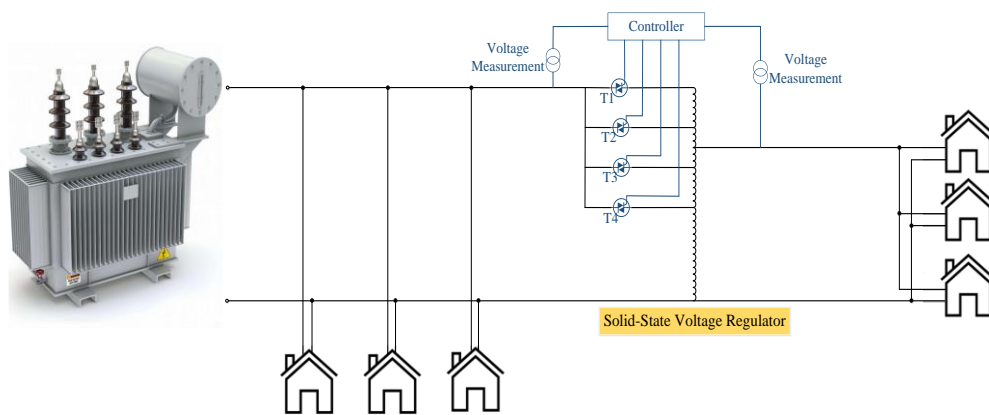 Controller
Voltage
Measurement
Voltage
Measurement
T1
T2
T3
T4
Solid-State Voltage Regulator